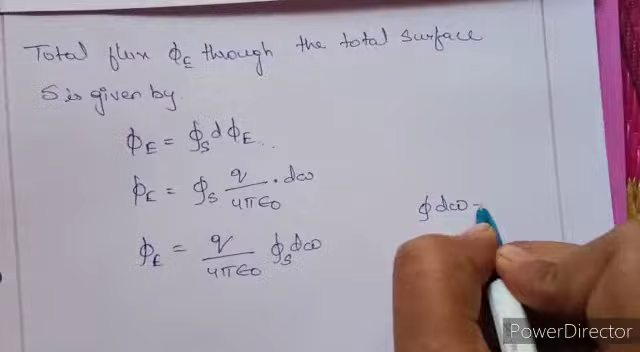 Total flux ϕE through the total surface
S is given by
ϕE = ∮S dϕE..
ϕE = ∮S q/4πϵ0 . dω
ϕE = q/4πϵ0 ∮S dω
∮dω =
PowerDirector